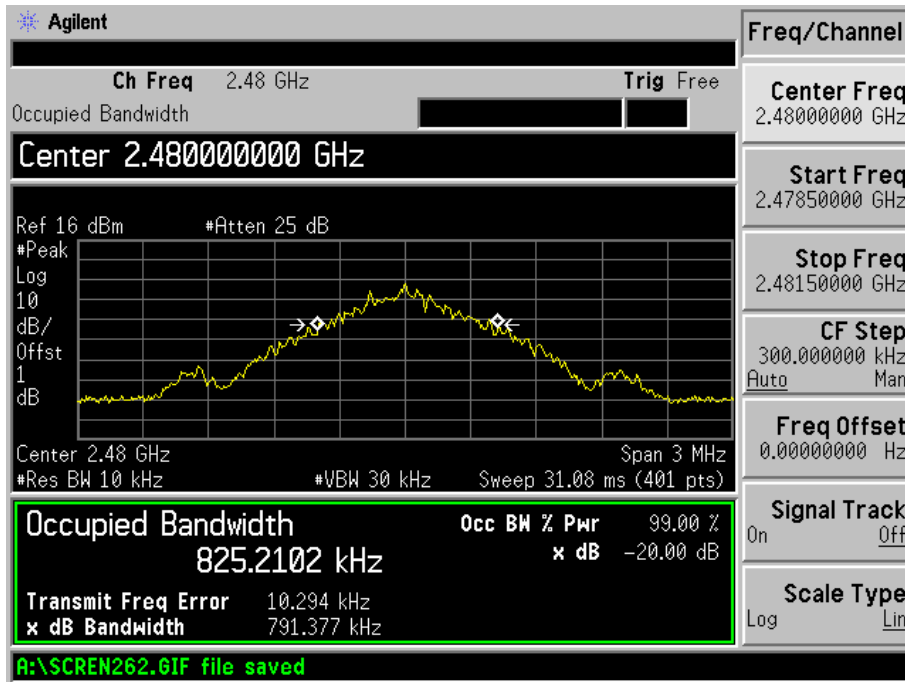 Agilent
Freq/Channel
Ch Freq 2.48 GHz Trig Free
Occupied Bandwidth
Center 2.480000000 GHz
Ref 16 dBm #Atten 25 dB
#Peak
Log
10
dB/
Offst
1
dB
Center 2.48 GHz Span 3 MHz
#Res BW 10 kHz #VBW 30 kHz Sweep 31.08 ms (401 pts)
Occupied Bandwidth Occ BW % Pwr 99.00 %
825.2102 kHz x dB -20.00 dB
Transmit Freq Error 10.294 kHz
x dB Bandwidth 791.377 kHz
A:\SCREN262.GIF file saved
Center Freq
2.48000000 GHz
Start Freq
2.47850000 GHz
Stop Freq
2.48150000 GHz
CF Step
300.000000 kHz
Auto Man
Freq Offset
0.00000000 Hz
Signal Track
On Off
Scale Type
Log Lin